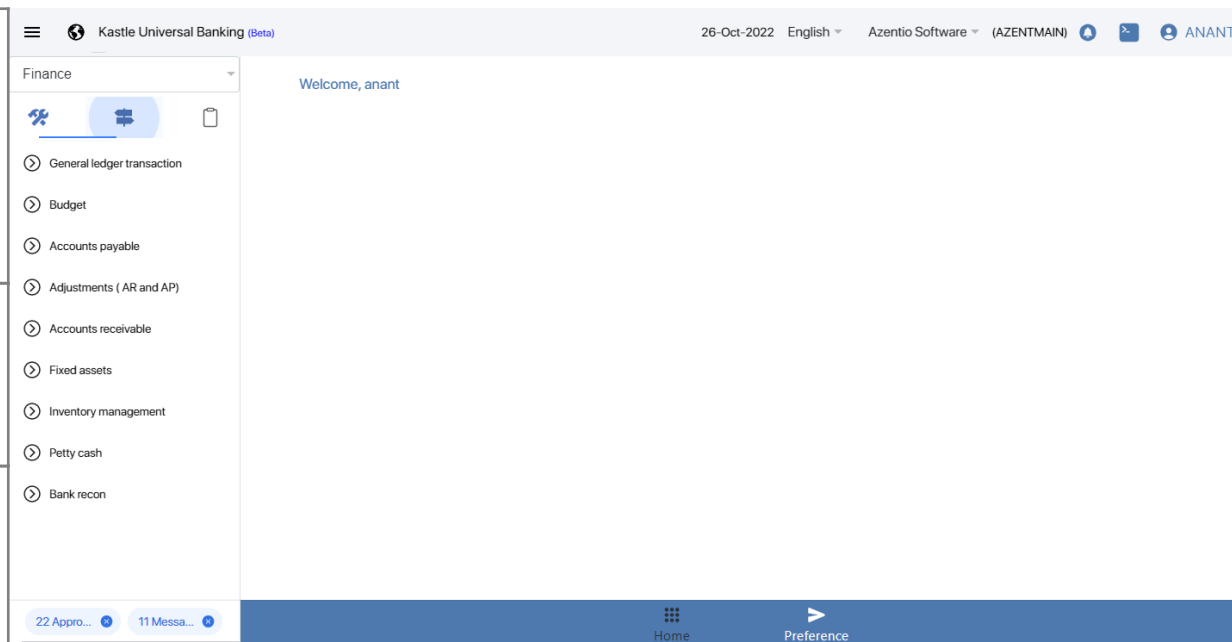 Kastle Universal Banking (Beta) 26-Oct-2022 English Azentio Software (AZENTMAIN) ANANT
Finance
Welcome, anant
General ledger transaction
Budget
Accounts payable
Adjustments ( AR and AP)
Accounts receivable
Fixed assets
Inventory management
Petty cash
Bank recon
22 Appro... 11 Messa...
Home Preference